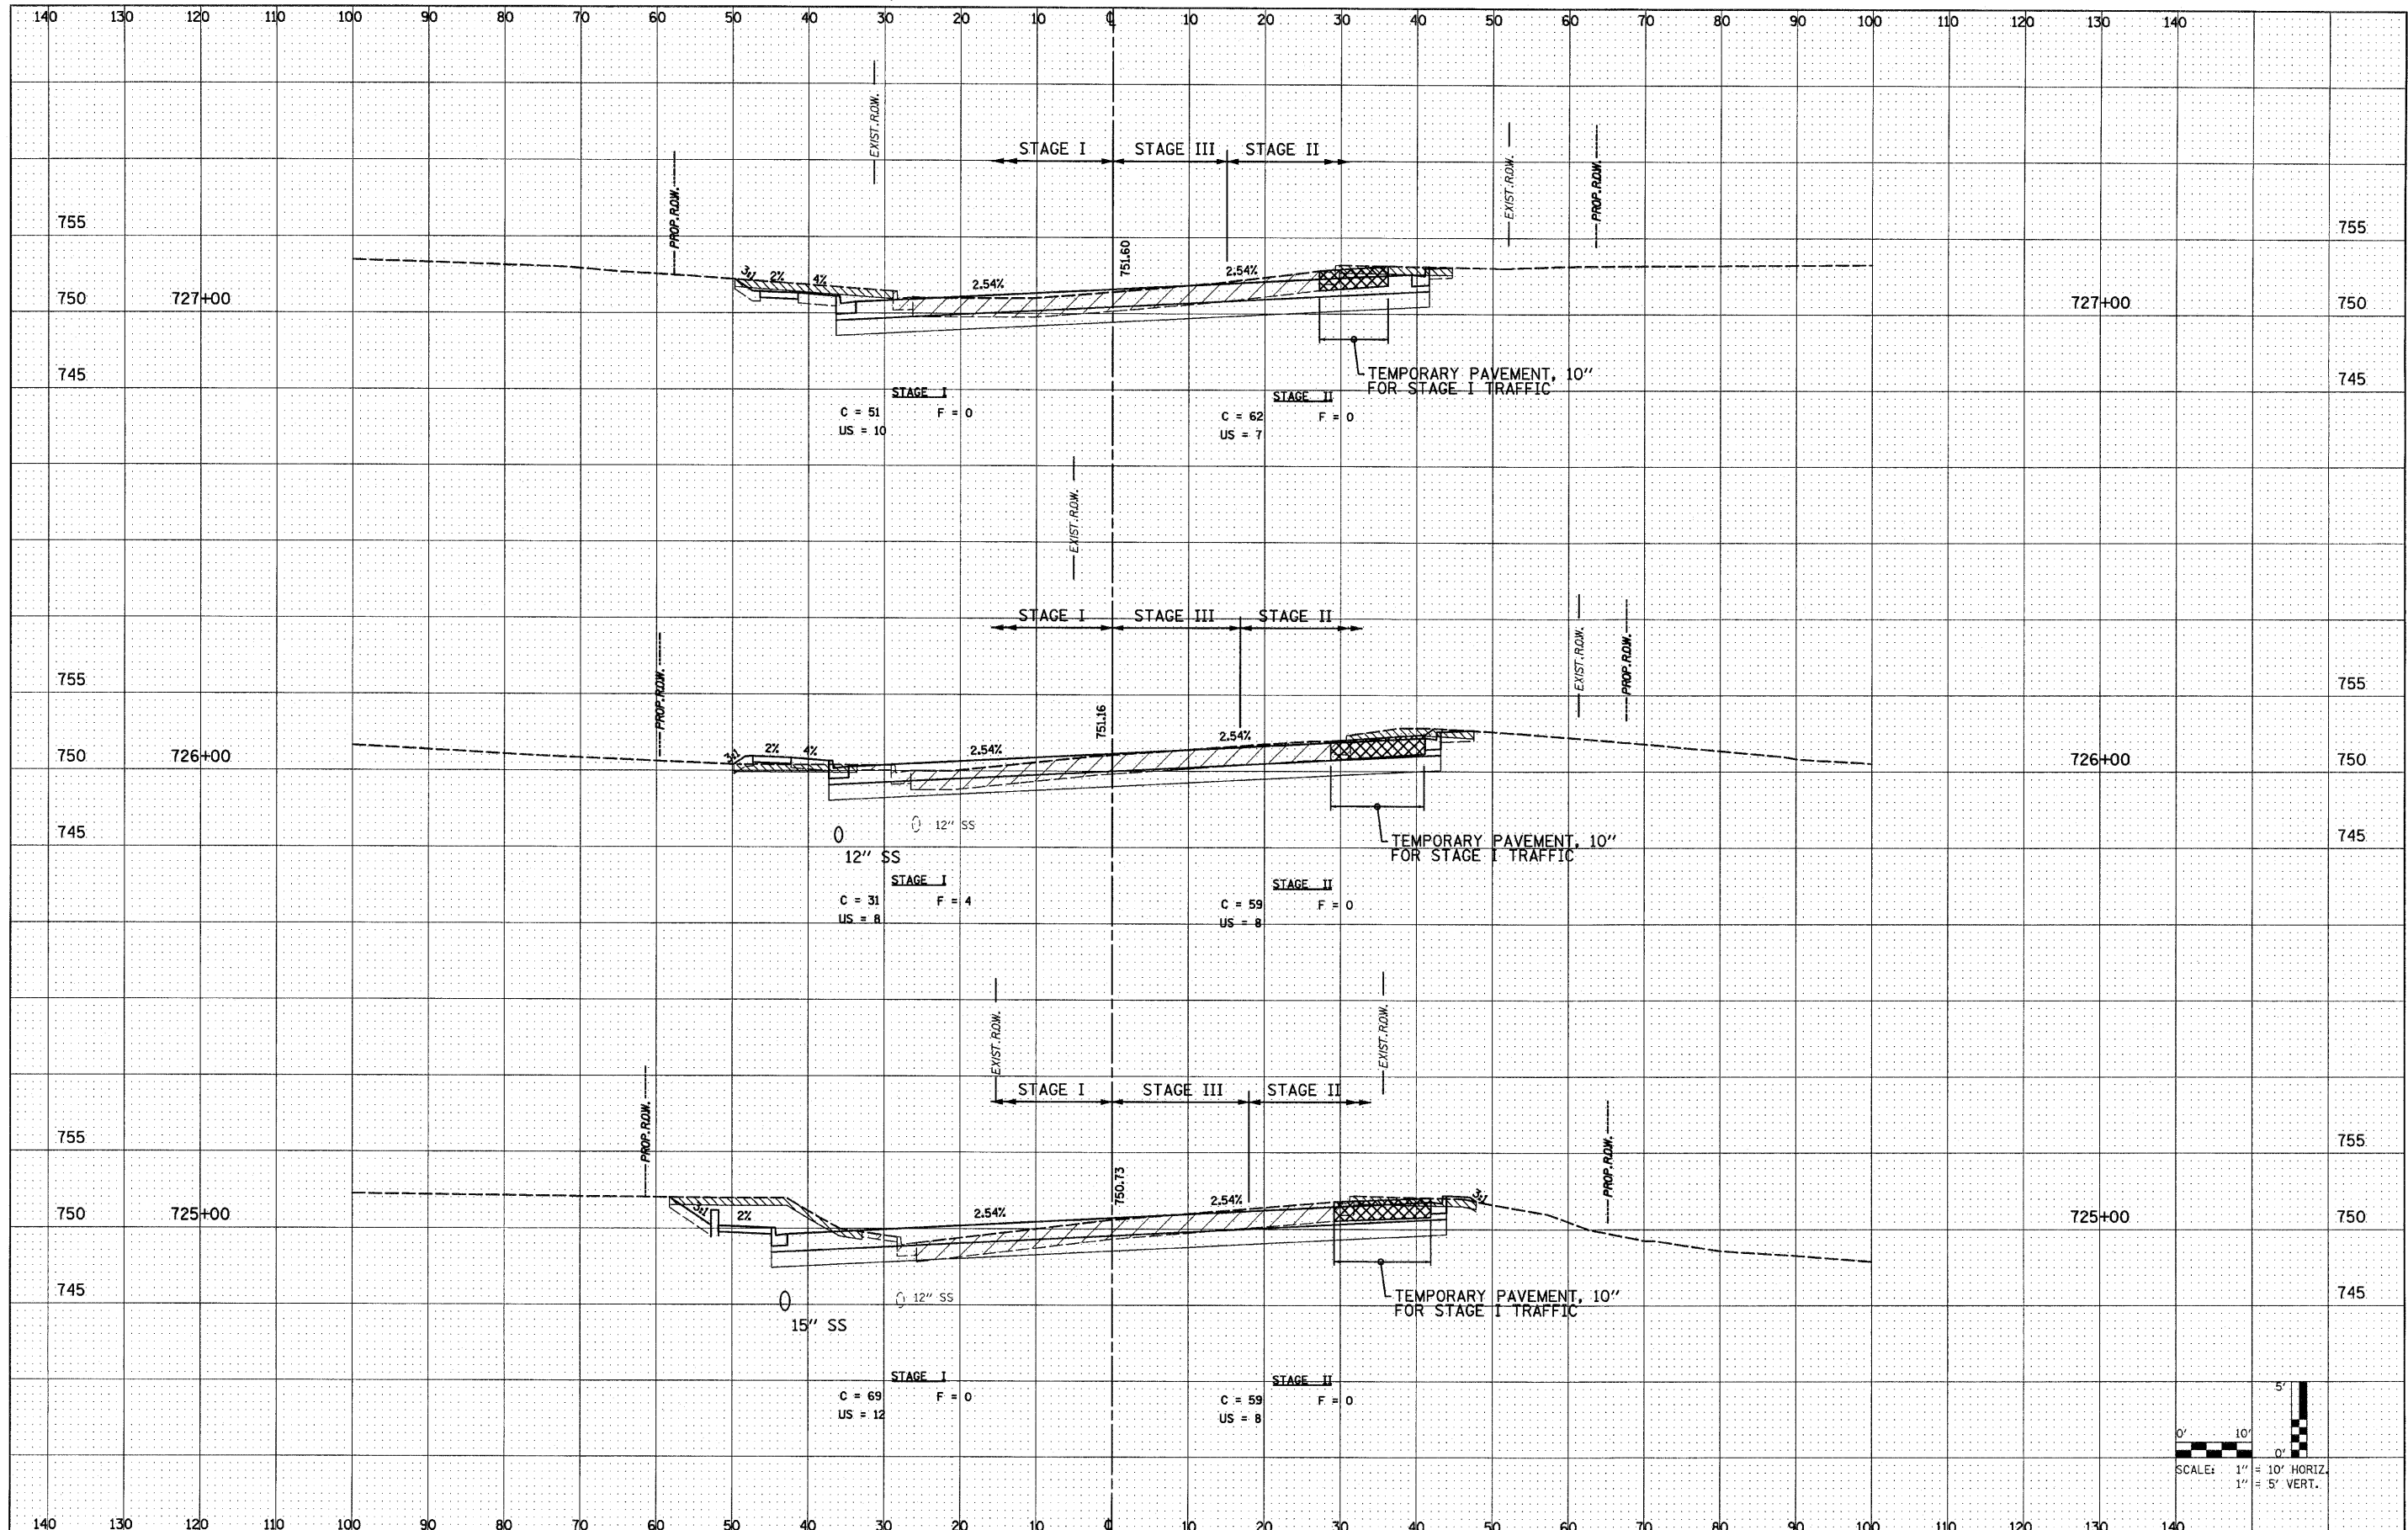 140 130 120 110 100 90 80 70 60 50 40 30 20 10 ℄ 10 20 30 40 50 60 70 80 90 100 110 120 130 140
EXIST. R.O.W.
PROP. R.O.W.
EXIST. R.O.W.
PROP. R.O.W.
STAGE I STAGE III STAGE II
755 755
751.60
3:1 2% 4% 2.54% 2.54%
750 727+00 727+00 750
TEMPORARY PAVEMENT, 10"
FOR STAGE I TRAFFIC
745 745
STAGE I STAGE II
C = 51 F = 0 C = 62 F = 0
US = 10 US = 7
EXIST. R.O.W.
PROP. R.O.W.
EXIST. R.O.W.
PROP. R.O.W.
STAGE I STAGE III STAGE II
755 755
751.16
3:1 2% 4% 2.54% 2.54%
750 726+00 726+00 750
12" SS
745 745
TEMPORARY PAVEMENT, 10"
FOR STAGE I TRAFFIC
12" SS
STAGE I STAGE II
C = 31 F = 4 C = 59 F = 0
US = 8 US = 8
EXIST. R.O.W.
EXIST. R.O.W.
PROP. R.O.W.
PROP. R.O.W.
STAGE I STAGE III STAGE II
755 755
750.73
3:1 2% 2.54% 2.54% 3:1
750 725+00 725+00 750
745 745
12" SS
TEMPORARY PAVEMENT, 10"
FOR STAGE I TRAFFIC
15" SS
STAGE I STAGE II
C = 69 F = 0 C = 59 F = 0
US = 12 US = 8
5'
0' 10'
0'
SCALE: 1" = 10' HORIZ.
1" = 5' VERT.
140 130 120 110 100 90 80 70 60 50 40 30 20 10 ℄ 10 20 30 40 50 60 70 80 90 100 110 120 130 140